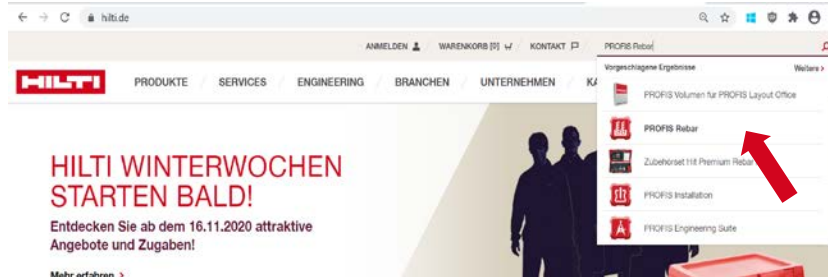 hilti.de
ANMELDEN / WARENKORB [0] / KONTAKT / PROFIS Rebar
HILTI PRODUKTE / SERVICES / ENGINEERING / BRANCHEN / UNTERNEHMEN / KA
Vorgeschlagene Ergebnisse Weitere >
PROFIS Volumen für PROFIS Layout Office
PROFIS Rebar
Zubehörset Hit Premium Rebar
PROFIS Installation
PROFIS Engineering Suite
HILTI WINTERWOCHEN
STARTEN BALD!
Entdecken Sie ab dem 16.11.2020 attraktive
Angebote und Zugaben!
Mehr erfahren >